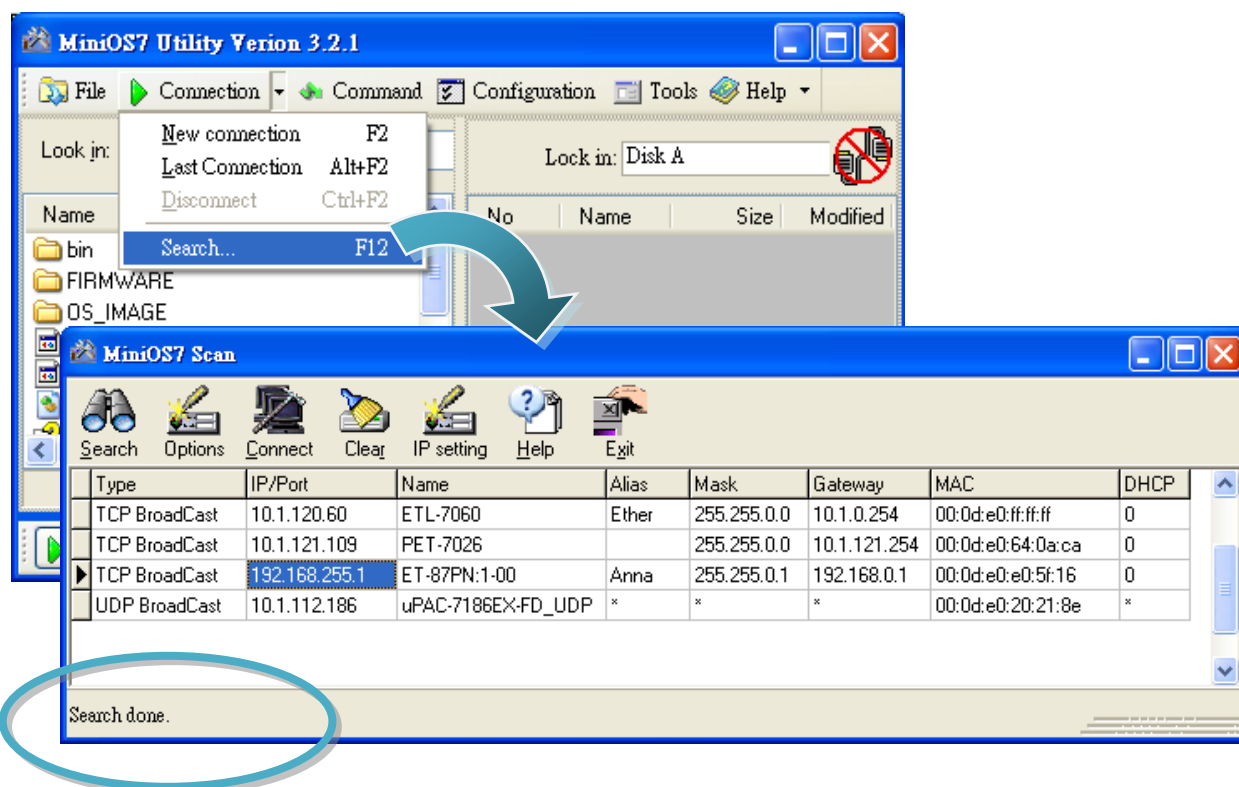 MiniOS7 Utility Verion 3.2.1
File Connection Command Configuration Tools Help
New connection F2
Last Connection Alt+F2
Disconnect Ctrl+F2
Search... F12
Look in:
Lock in: Disk A
Name
No Name Size Modified
bin
FIRMWARE
OS_IMAGE
MiniOS7 Scan
Search Options Connect Clear IP setting Help Exit
Type IP/Port Name Alias Mask Gateway MAC DHCP
TCP BroadCast 10.1.120.60 ETL-7060 Ether 255.255.0.0 10.1.0.254 00:0d:e0:ff:ff:ff 0
TCP BroadCast 10.1.121.109 PET-7026 255.255.0.0 10.1.121.254 00:0d:e0:64:0a:ca 0
TCP BroadCast 192.168.255.1 ET-87PN:1-00 Anna 255.255.0.1 192.168.0.1 00:0d:e0:e0:5f:16 0
UDP BroadCast 10.1.112.186 uPAC-7186EX-FD_UDP * * * 00:0d:e0:20:21:8e *
Search done.